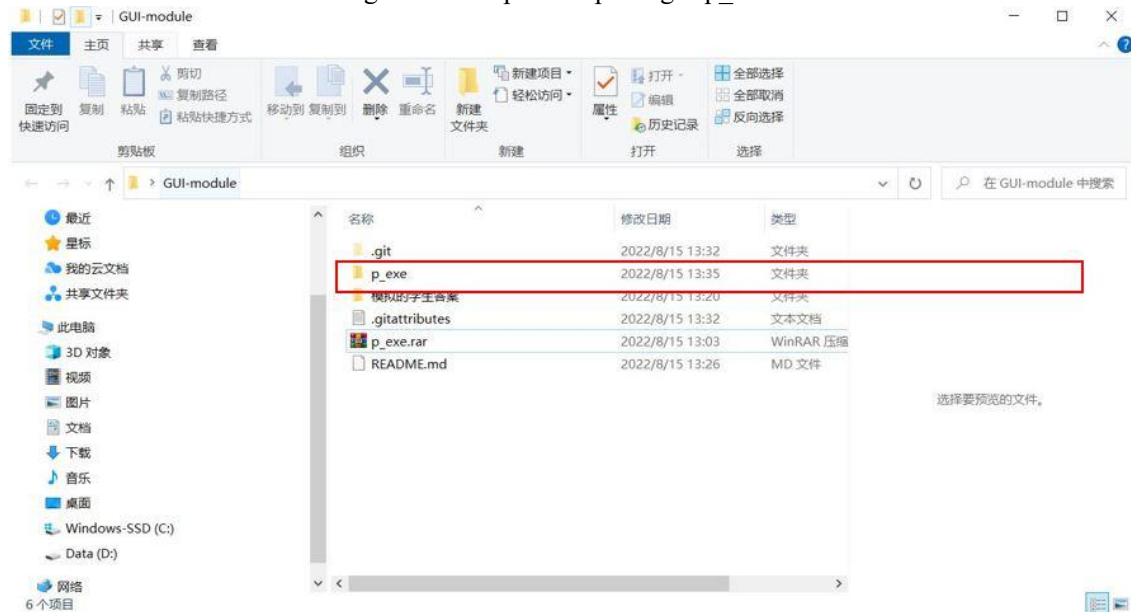 GUI-module
文件 主页 共享 查看
固定到
快速访问
复制
粘贴
剪切
复制路径
粘贴快捷方式
剪贴板
移动到 复制到 删除 重命名
组织
新建
文件夹
新建项目
轻松访问
新建
属性
打开
编辑
历史记录
打开
全部选择
全部取消
反向选择
选择
GUI-module
在 GUI-module 中搜索
最近
星标
我的云文档
共享文件夹
此电脑
3D 对象
视频
图片
文档
下载
音乐
桌面
Windows-SSD (C:)
Data (D:)
网络
名称 修改日期 类型
.git 2022/8/15 13:32 文件夹
p_exe 2022/8/15 13:35 文件夹
模拟的学生答案 2022/8/15 13:20 文件夹
.gitattributes 2022/8/15 13:32 文本文档
p_exe.rar 2022/8/15 13:03 WinRAR 压缩
README.md 2022/8/15 13:26 MD 文件
选择要预览的文件。
6 个项目